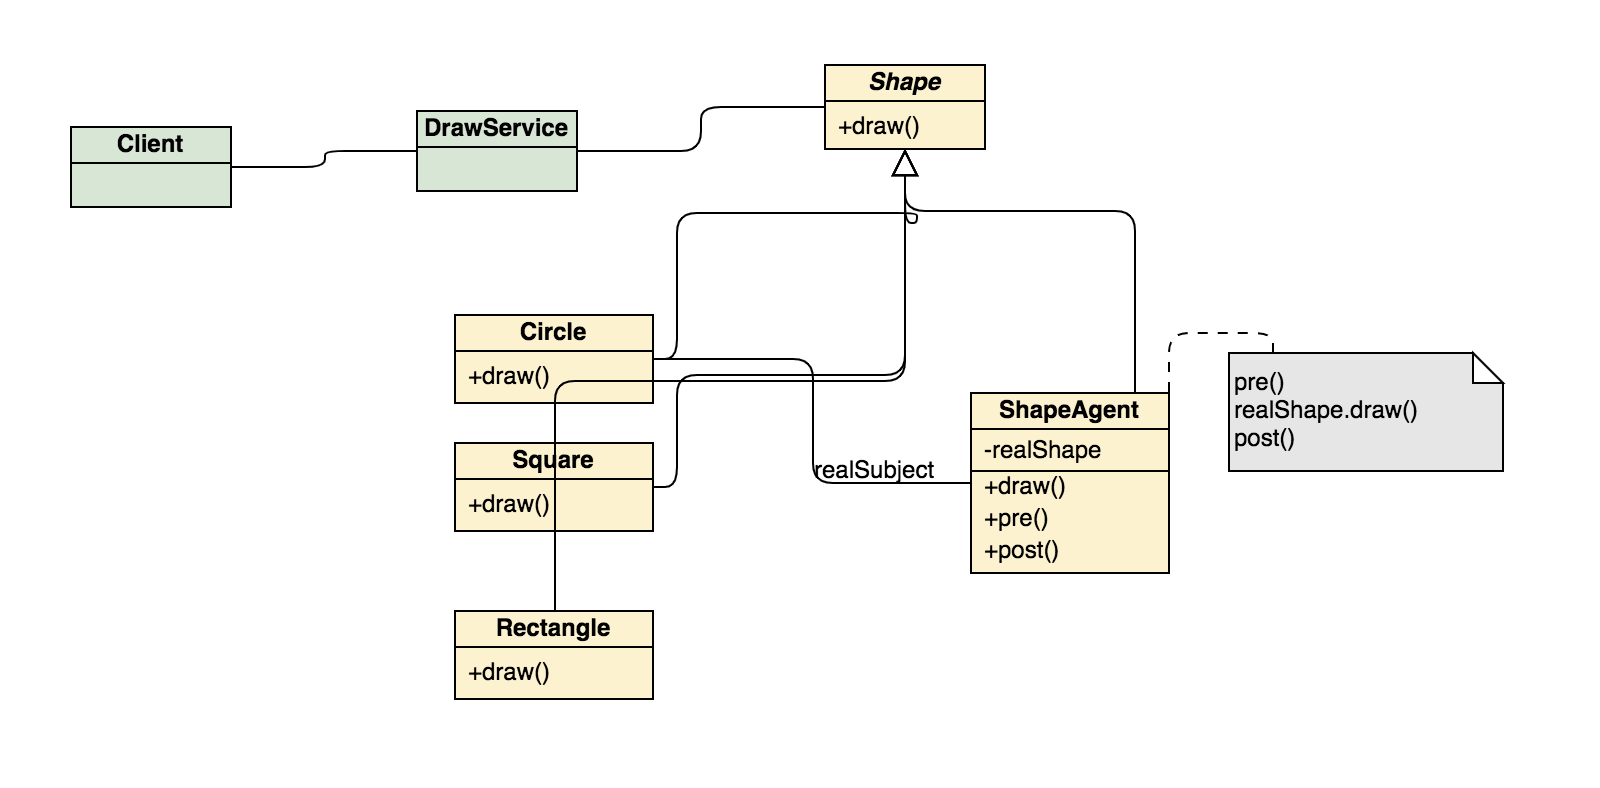 Shape
+draw()
Client
DrawService
Circle
+draw()
Square
+draw()
Rectangle
+draw()
realSubject
ShapeAgent
-realShape
+draw()
+pre()
+post()
pre()
realShape.draw()
post()